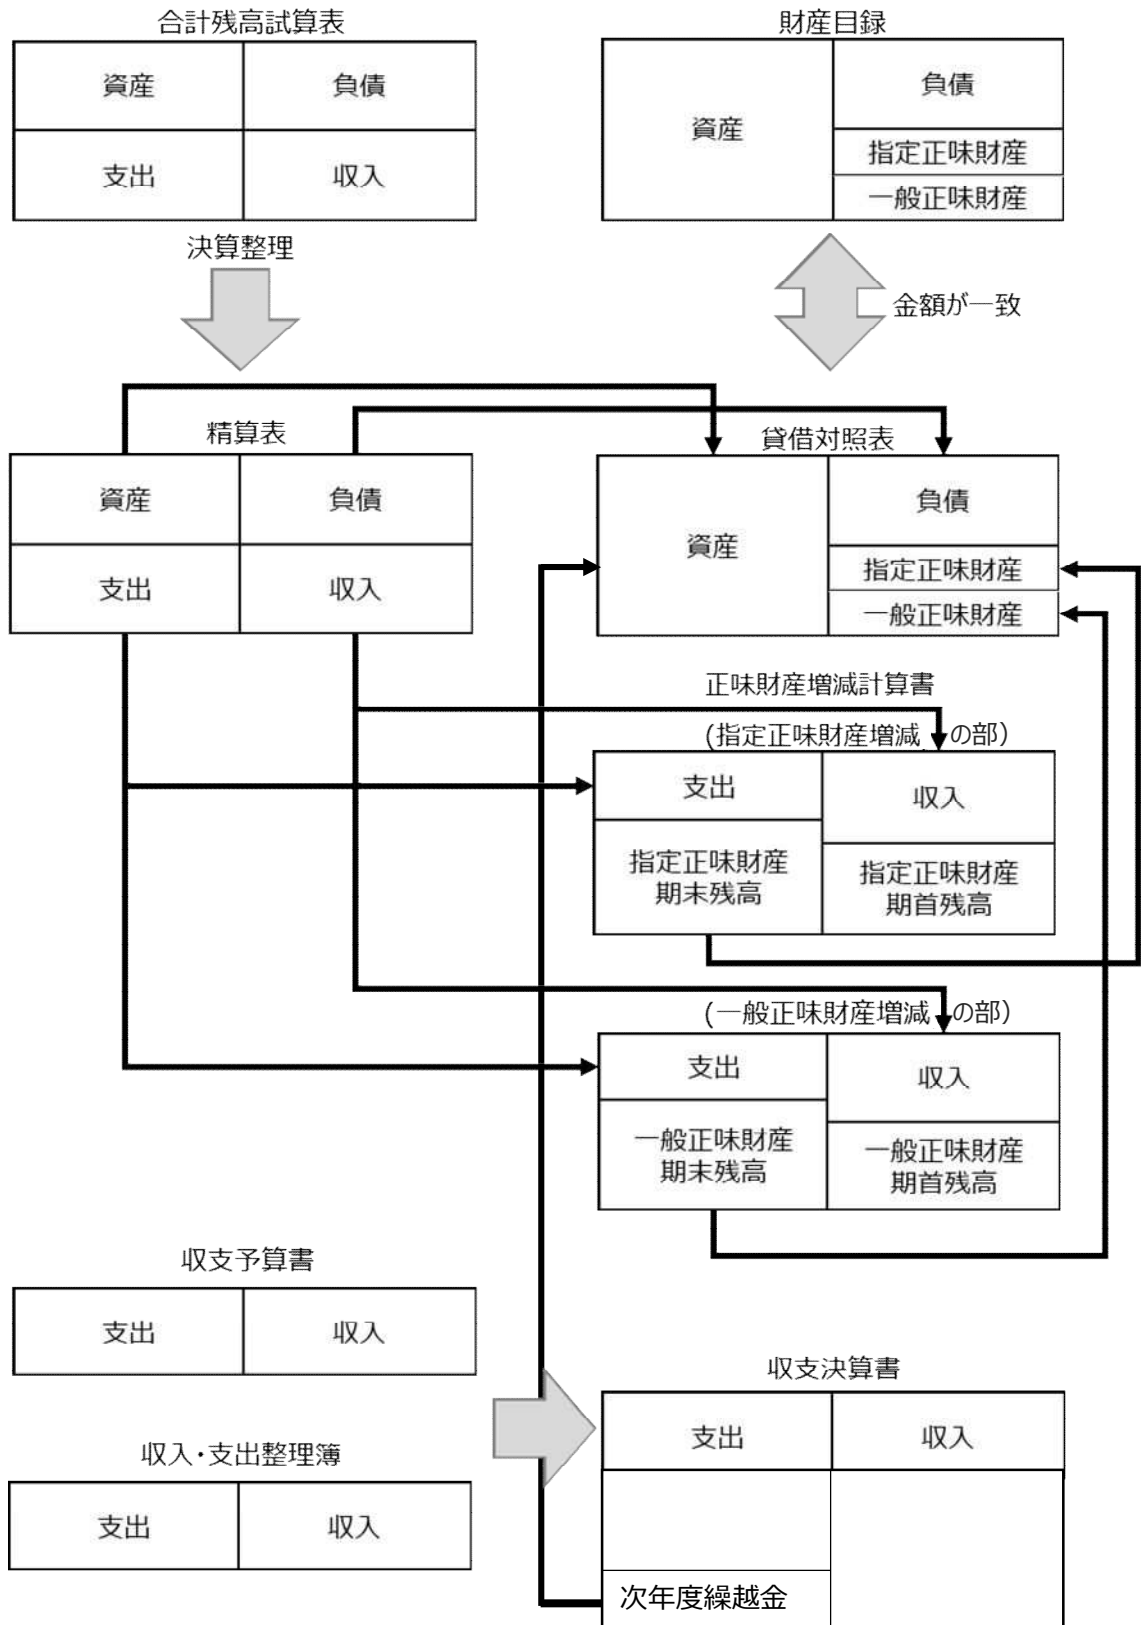 合計残高試算表
資産
負債
支出
収入
財産目録
資産
負債
指定正味財産
一般正味財産
決算整理
金額が一致
精算表
資産
負債
支出
収入
貸借対照表
資産
負債
指定正味財産
一般正味財産
正味財産増減計算書
(指定正味財産増減の部)
支出
収入
指定正味財産
期末残高
指定正味財産
期首残高
(一般正味財産増減の部)
支出
収入
一般正味財産
期末残高
一般正味財産
期首残高
収支予算書
支出
収入
収入・支出整理簿
支出
収入
収支決算書
支出
収入
次年度繰越金